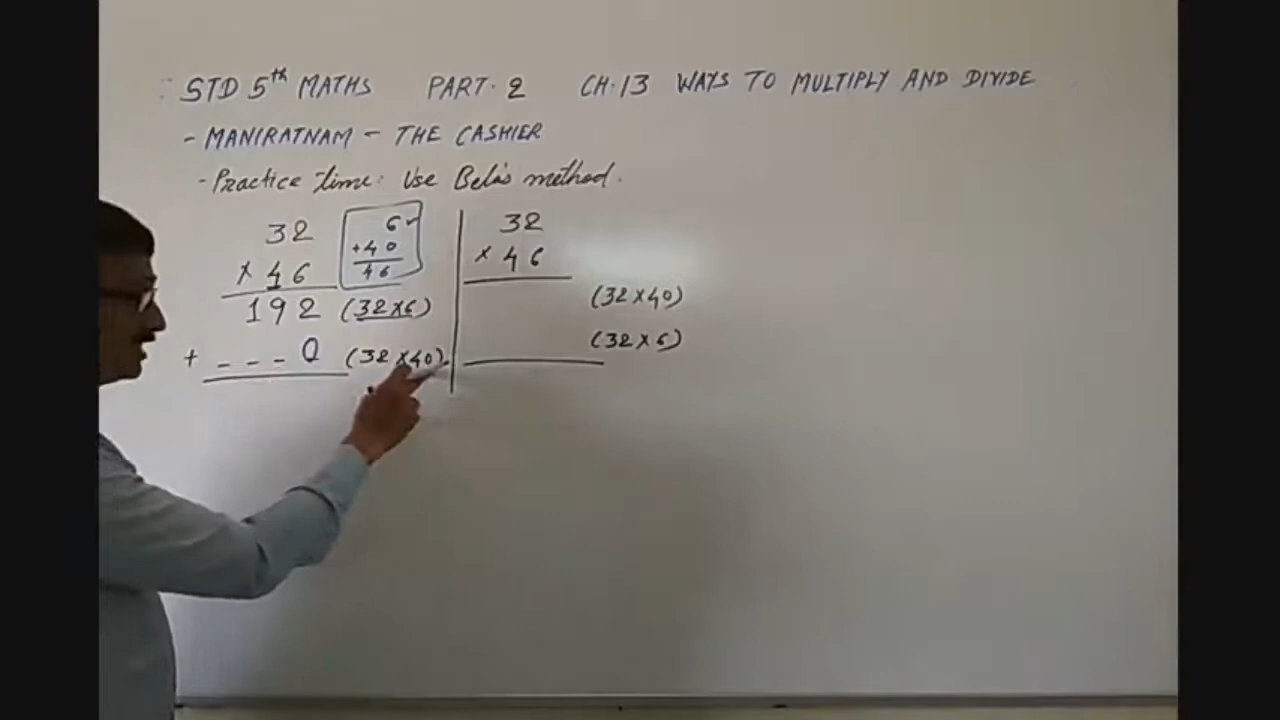 STD 5th MATHS PART. 2 CH. 13 WAYS TO MULTIPLY AND DIVIDE
- MANIRATNAM - THE CASHIER
- Practice time: Use Bela's method.
32
× 46
192 (32×6)
+ _ _ _ 0 (32×40)
6
+40
46
32
× 46
(32×40)
(32×6)